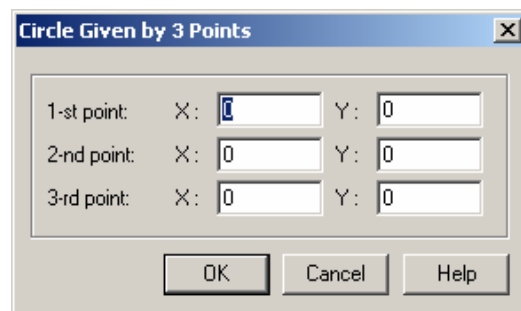 Circle Given by 3 Points
1-st point: X: 0 Y: 0
2-nd point: X: 0 Y: 0
3-rd point: X: 0 Y: 0
OK Cancel Help